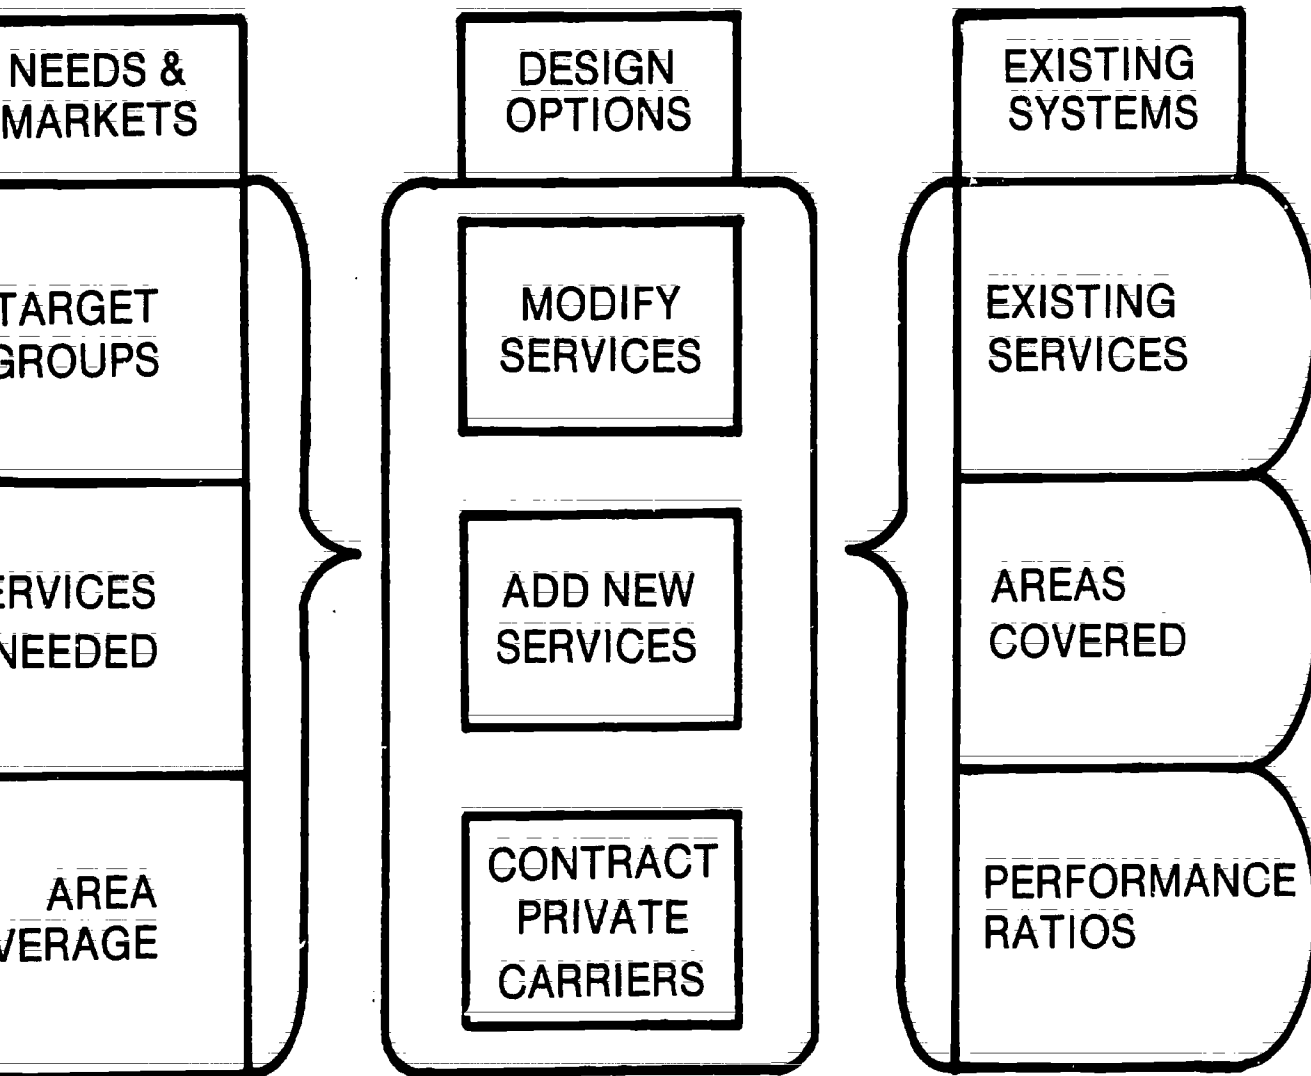 NEEDS &
MARKETS
TARGET
GROUPS
ERVICES
NEEDED
AREA
VERAGE
DESIGN
OPTIONS
MODIFY
SERVICES
ADD NEW
SERVICES
CONTRACT
PRIVATE
CARRIERS
EXISTING
SYSTEMS
EXISTING
SERVICES
AREAS
COVERED
PERFORMANCE
RATIOS